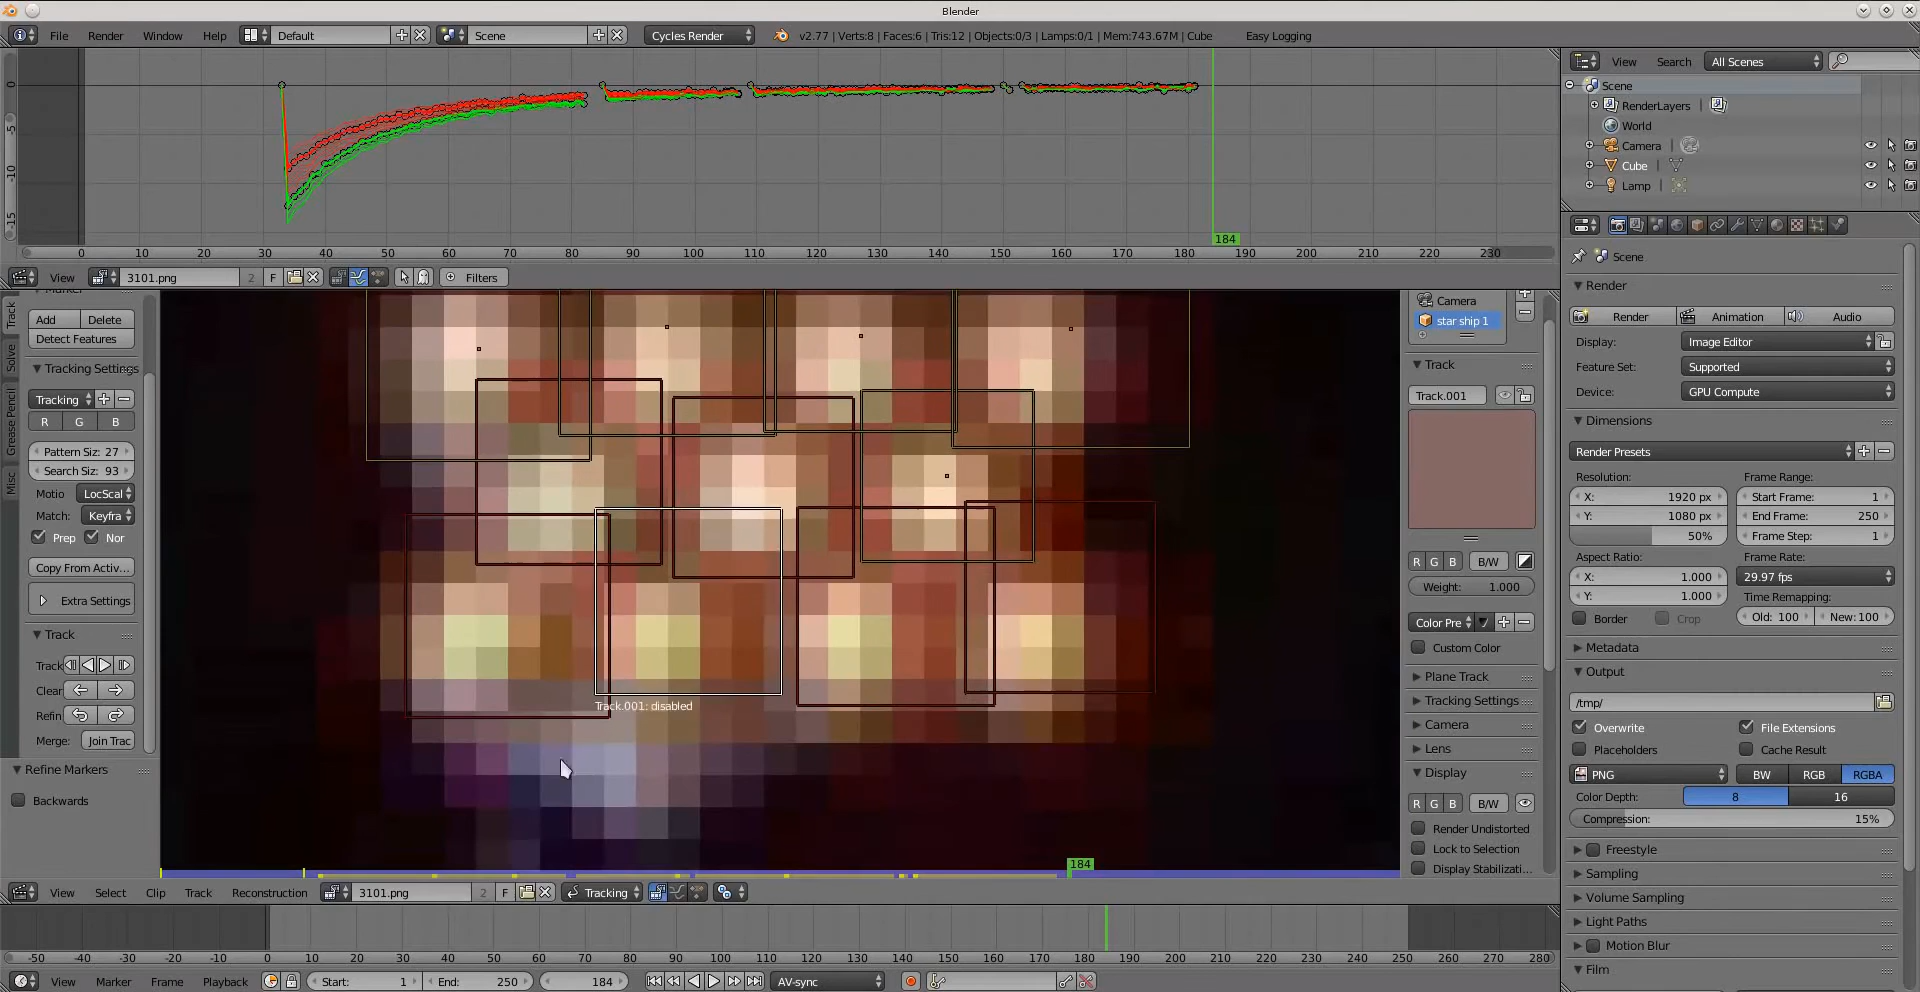 Blender
File Render Window Help Default Scene Cycles Render v2.77 | Verts:8 | Faces:6 | Tris:12 | Objects:0/3 | Lamps:0/1 | Mem:743.67M | Cube Easy Logging
View Search All Scenes
Scene
RenderLayers
World
Camera
Cube
Lamp
0
-5
-10
-15
184
0 10 20 30 40 50 60 70 80 90 100 110 120 130 140 150 160 170 180 190 200 210 220 230
View 3101.png 2 F Filters
Track
Solve
Grease Pencil
Misc
Marker
Add Delete
Detect Features
Tracking Settings
Tracking
R G B
Pattern Siz: 27
Search Siz: 93
Motio LocScal
Match: Keyfra
Prep Nor
Copy From Activ...
Extra Settings
Track
Track
Clear
Refin
Merge: Join Trac
Refine Markers
Backwards
Track.001: disabled
184
Camera
star ship 1
Track
Track.001
R G B B/W
Weight: 1.000
Color Pre
Custom Color
Plane Track
Tracking Settings
Camera
Lens
Display
R G B B/W
Render Undistorted
Lock to Selection
Display Stabilizati...
Scene
Render
Render Animation Audio
Display: Image Editor
Feature Set: Supported
Device: GPU Compute
Dimensions
Render Presets
Resolution: Frame Range:
X: 1920 px Start Frame: 1
Y: 1080 px End Frame: 250
50% Frame Step: 1
Aspect Ratio: Frame Rate:
X: 1.000 29.97 fps
Y: 1.000 Time Remapping:
Border Crop Old: 100 New: 100
Metadata
Output
/tmp/
Overwrite File Extensions
Placeholders Cache Result
PNG BW RGB RGBA
Color Depth: 8 16
Compression: 15%
Freestyle
Sampling
Volume Sampling
Light Paths
Motion Blur
Film
View Select Clip Track Reconstruction 3101.png 2 F Tracking
-50 -40 -30 -20 -10 0 10 20 30 40 50 60 70 80 90 100 110 120 130 140 150 160 170 180 190 200 210 220 230 240 250 260 270 280
View Marker Frame Playback Start: 1 End: 250 184 AV-sync